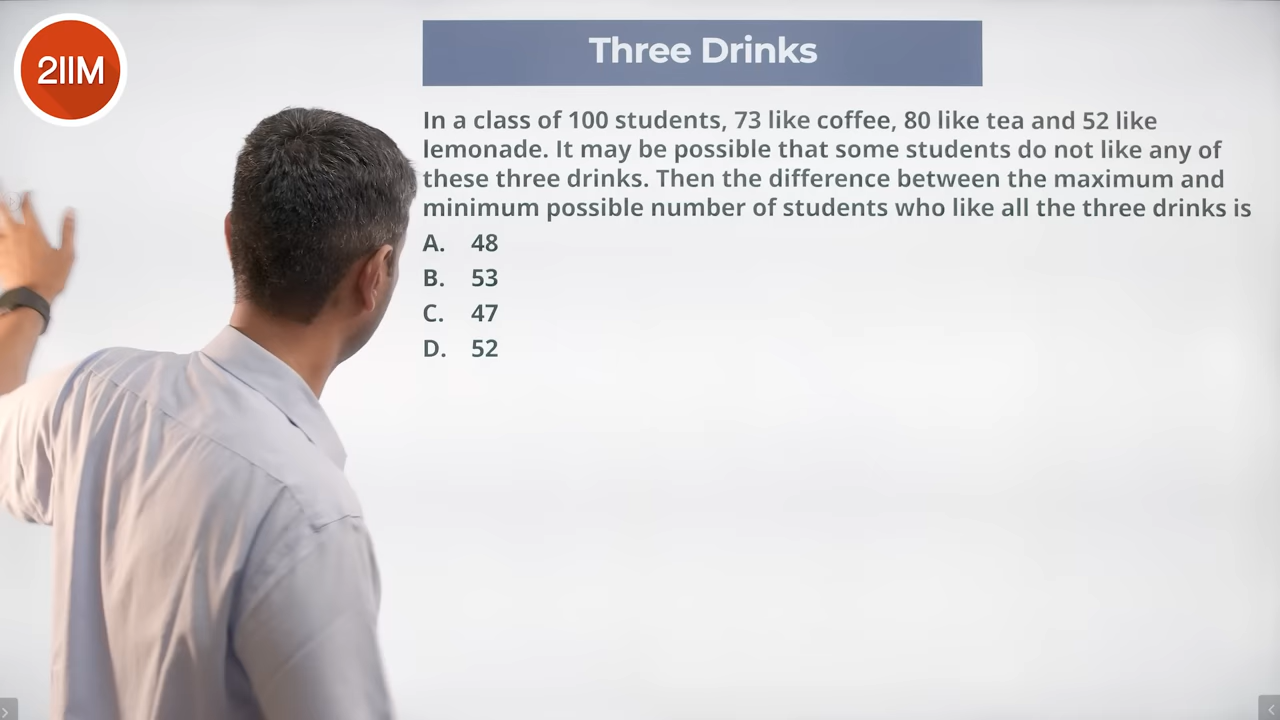 2IIM
Three Drinks
In a class of 100 students, 73 like coffee, 80 like tea and 52 like
lemonade. It may be possible that some students do not like any of
these three drinks. Then the difference between the maximum and
minimum possible number of students who like all the three drinks is
A. 48
B. 53
C. 47
D. 52